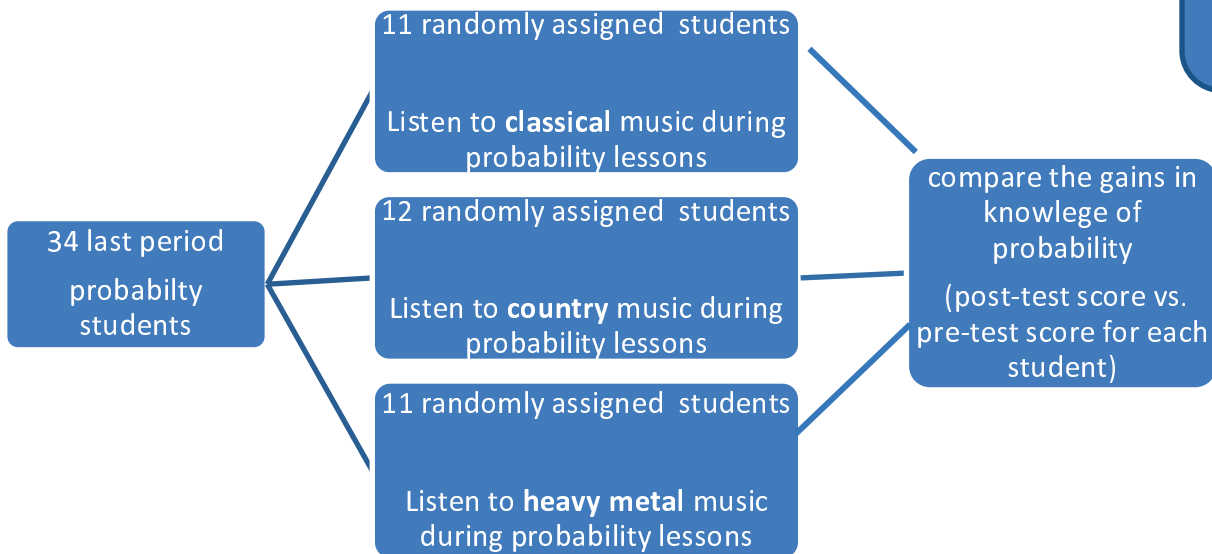 34 last period
probabilty
students
11 randomly assigned students
Listen to classical music during
probability lessons
12 randomly assigned students
Listen to country music during
probability lessons
11 randomly assigned students
Listen to heavy metal music
during probability lessons
compare the gains in
knowlege of
probability
(post-test score vs.
pre-test score for each
student)